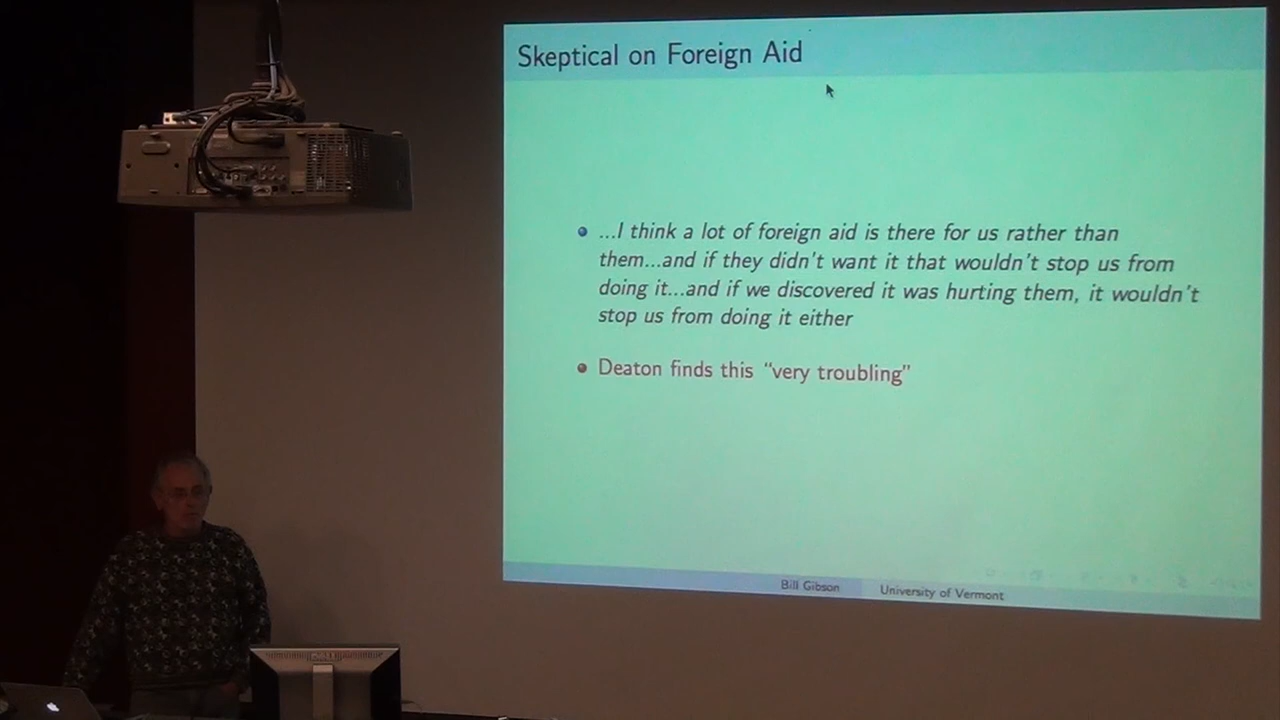 Skeptical on Foreign Aid
...I think a lot of foreign aid is there for us rather than
them...and if they didn't want it that wouldn't stop us from
doing it...and if we discovered it was hurting them, it wouldn't
stop us from doing it either
Deaton finds this “very troubling”
Bill Gibson University of Vermont